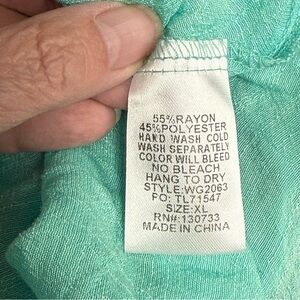 55%RAYON
45%POLYESTER
HAND WASH COLD
WASH SEPARATELY
COLOR WILL BLEED
NO BLEACH
HANG TO DRY
STYLE:WG2063
PO: TL71547
SIZE:XL
RN#:130733
MADE IN CHINA